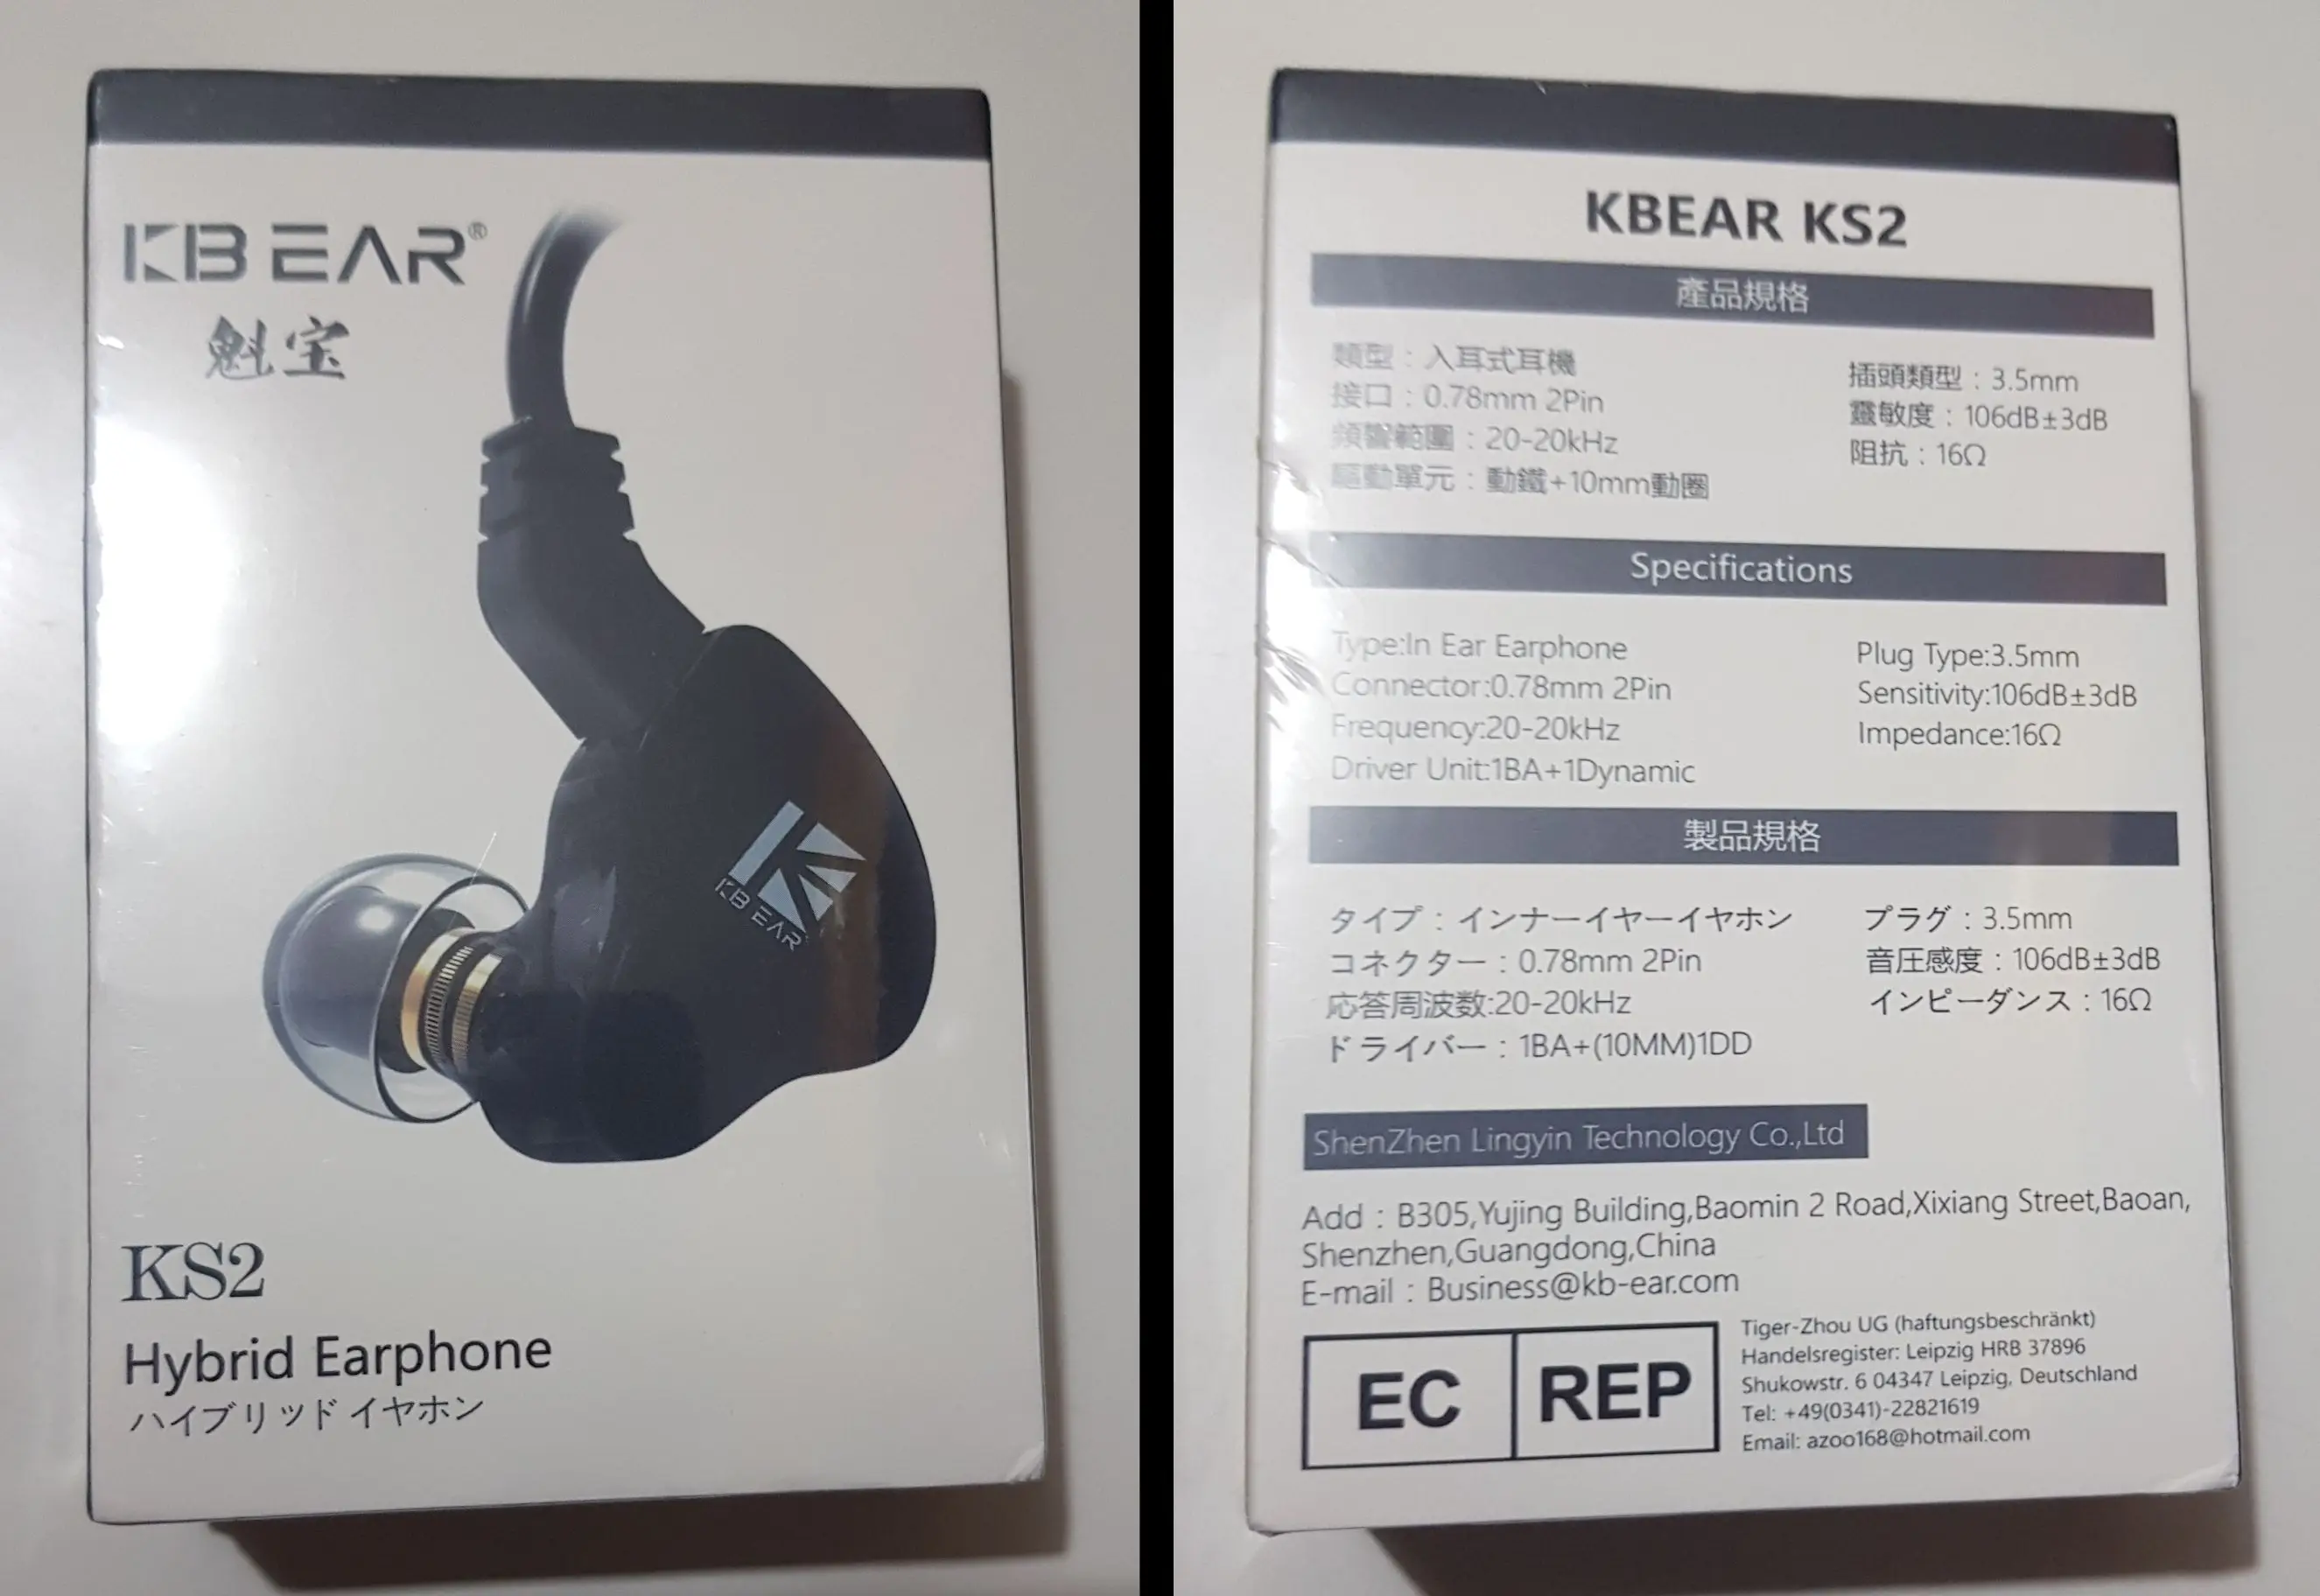 KBEAR®
魁宝
KBEAR
KS2
Hybrid Earphone
ハイブリッドイヤホン
KBEAR KS2
產品規格
類型：入耳式耳機
接口：0.78mm 2Pin
頻響範圍：20-20kHz
驅動單元：動鐵+10mm動圈
插頭類型：3.5mm
靈敏度：106dB±3dB
阻抗：16Ω
Specifications
Type:In Ear Earphone
Connector:0.78mm 2Pin
Frequency:20-20kHz
Driver Unit:1BA+1Dynamic
Plug Type:3.5mm
Sensitivity:106dB±3dB
Impedance:16Ω
製品規格
タイプ：インナーイヤーイヤホン
コネクター：0.78mm 2Pin
応答周波数:20-20kHz
ドライバー：1BA+(10MM)1DD
プラグ：3.5mm
音圧感度：106dB±3dB
インピーダンス：16Ω
ShenZhen Lingyin Technology Co.,Ltd
Add：B305,Yujing Building,Baomin 2 Road,Xixiang Street,Baoan,
Shenzhen,Guangdong,China
E-mail：Business@kb-ear.com
EC REP
Tiger-Zhou UG (haftungsbeschränkt)
Handelsregister: Leipzig HRB 37896
Shukowstr. 6 04347 Leipzig, Deutschland
Tel: +49(0341)-22821619
Email: azoo168@hotmail.com